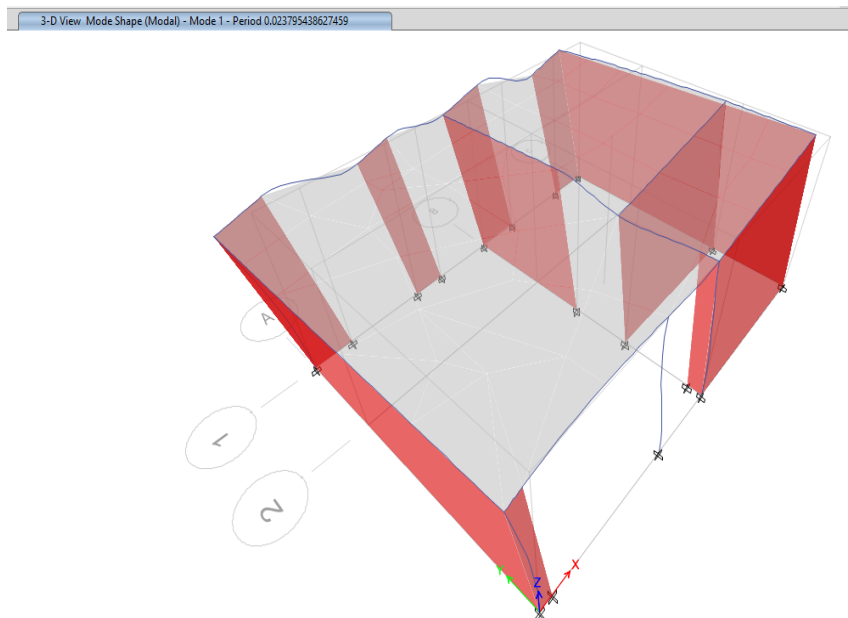 3-D View Mode Shape (Modal) - Mode 1 - Period 0.023795438627459
B
A
1
2
Y
Z
X